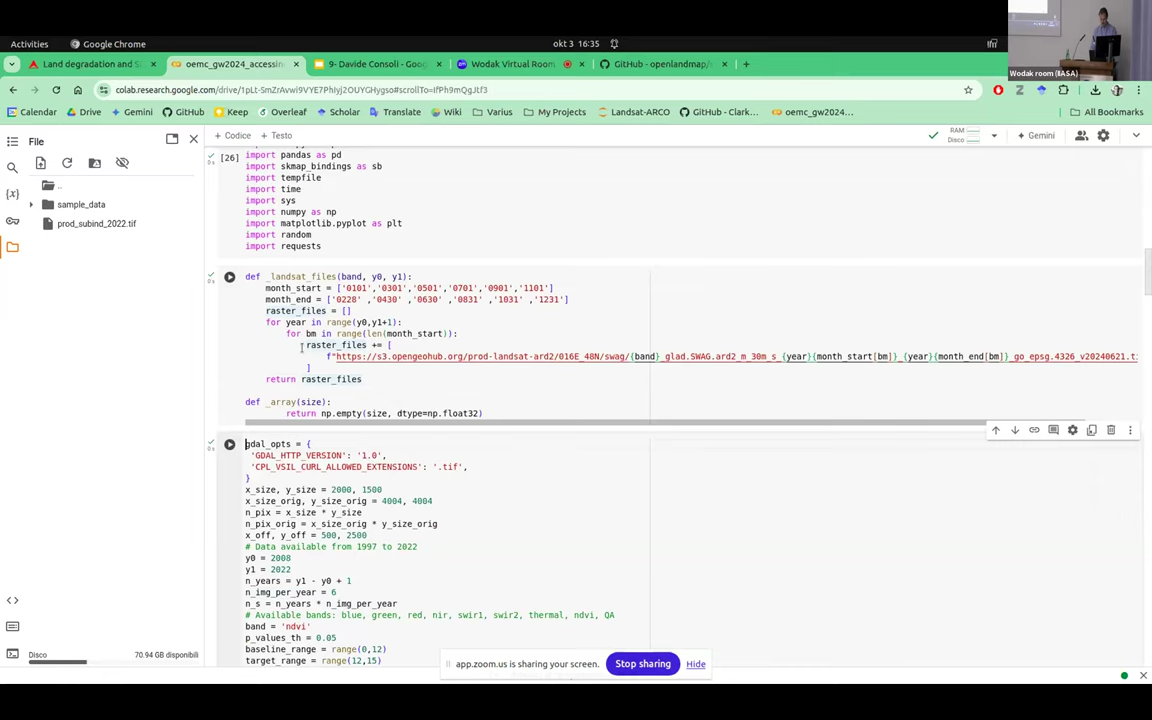 Activities
Google Chrome
okt 3 16:35
Wodak room (IIASA)
Land degradation and S
oemc_gw2024_accessin
9- Davide Consoli - Goog
Wodak Virtual Room
GitHub - openlandmap/
colab.research.google.com/drive/1pLt-SmZrAvwi9VYE7PhIyj2OUYGHygso#scrollTo=IfPh9mQgJtf3
Calendar
Drive
Gemini
GitHub
Keep
Overleaf
Scholar
Translate
Wien
Varius
My Projects
Landsat-ARCO
GitHub - Clark...
oemc_gw2024...
All Bookmarks
File
+ Codice + Testo
RAM
Disco
Gemini
..
sample_data
prod_subind_2022.tif
[26]
import pandas as pd
import skmap_bindings as sb
import tempfile
import time
import sys
import numpy as np
import matplotlib.pyplot as plt
import random
import requests
def _landsat_files(band, y0, y1):
month_start = ['0101','0301','0501','0701','0901','1101']
month_end = ['0228' ,'0430' ,'0630' ,'0831' ,'1031' ,'1231']
raster_files = []
for year in range(y0,y1+1):
for bm in range(len(month_start)):
raster_files += [
f"https://s3.opengeohub.org/prod-landsat-ard2/016E_48N/swag/{band}_glad.SWAG.ard2_m_30m_s_{year}{month_start[bm]}_{year}{month_end[bm]}_go_epsg.4326_v20240621.ti
]
return raster_files
def _array(size):
return np.empty(size, dtype=np.float32)
gdal_opts = {
'GDAL_HTTP_VERSION': '1.0',
'CPL_VSIL_CURL_ALLOWED_EXTENSIONS': '.tif',
}
x_size, y_size = 2000, 1500
x_size_orig, y_size_orig = 4004, 4004
n_pix = x_size * y_size
n_pix_orig = x_size_orig * y_size_orig
x_off, y_off = 500, 2500
# Data available from 1997 to 2022
y0 = 2008
y1 = 2022
n_years = y1 - y0 + 1
n_img_per_year = 6
n_s = n_years * n_img_per_year
# Available bands: blue, green, red, nir, swir1, swir2, thermal, ndvi, QA
band = 'ndvi'
p_values_th = 0.05
baseline_range = range(0,12)
target_range = range(12,15)
Disco
70.94 GB disponibili
app.zoom.us is sharing your screen.
Stop sharing
Hide